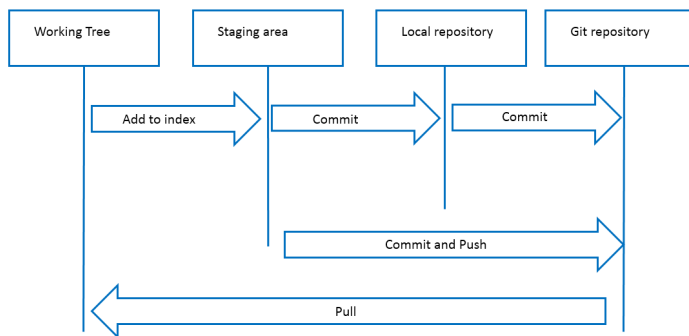 Working Tree
Staging area
Local repository
Git repository
Add to index
Commit
Commit
Commit and Push
Pull